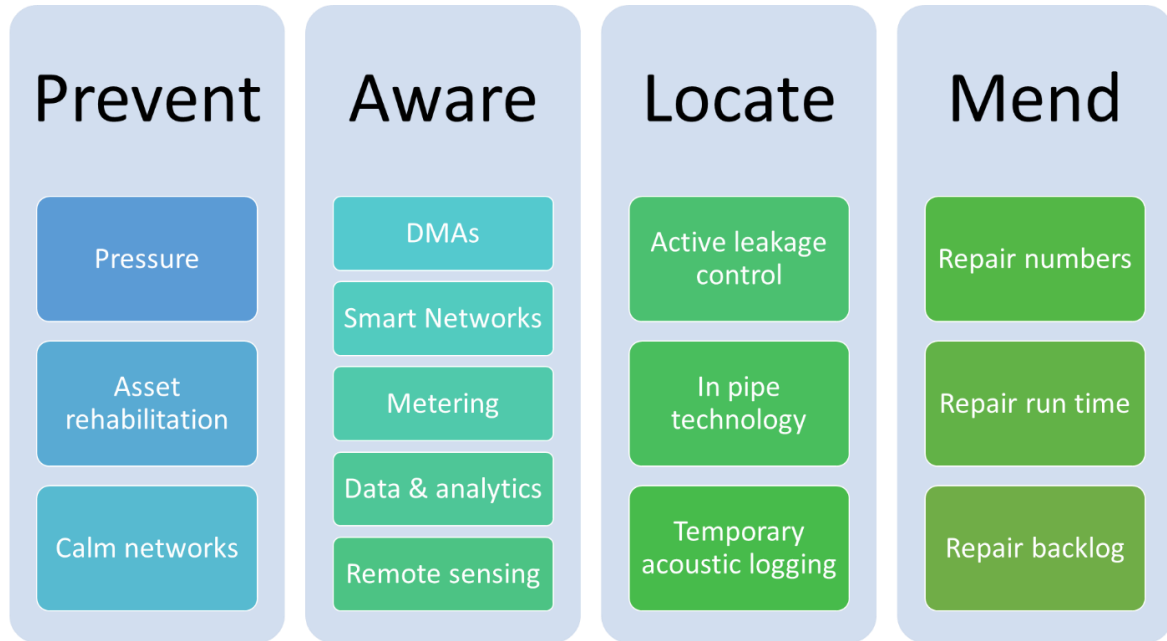 Prevent
Pressure
Asset
rehabilitation
Calm networks
Aware
DMAs
Smart Networks
Metering
Data & analytics
Remote sensing
Locate
Active leakage
control
In pipe
technology
Temporary
acoustic logging
Mend
Repair numbers
Repair run time
Repair backlog